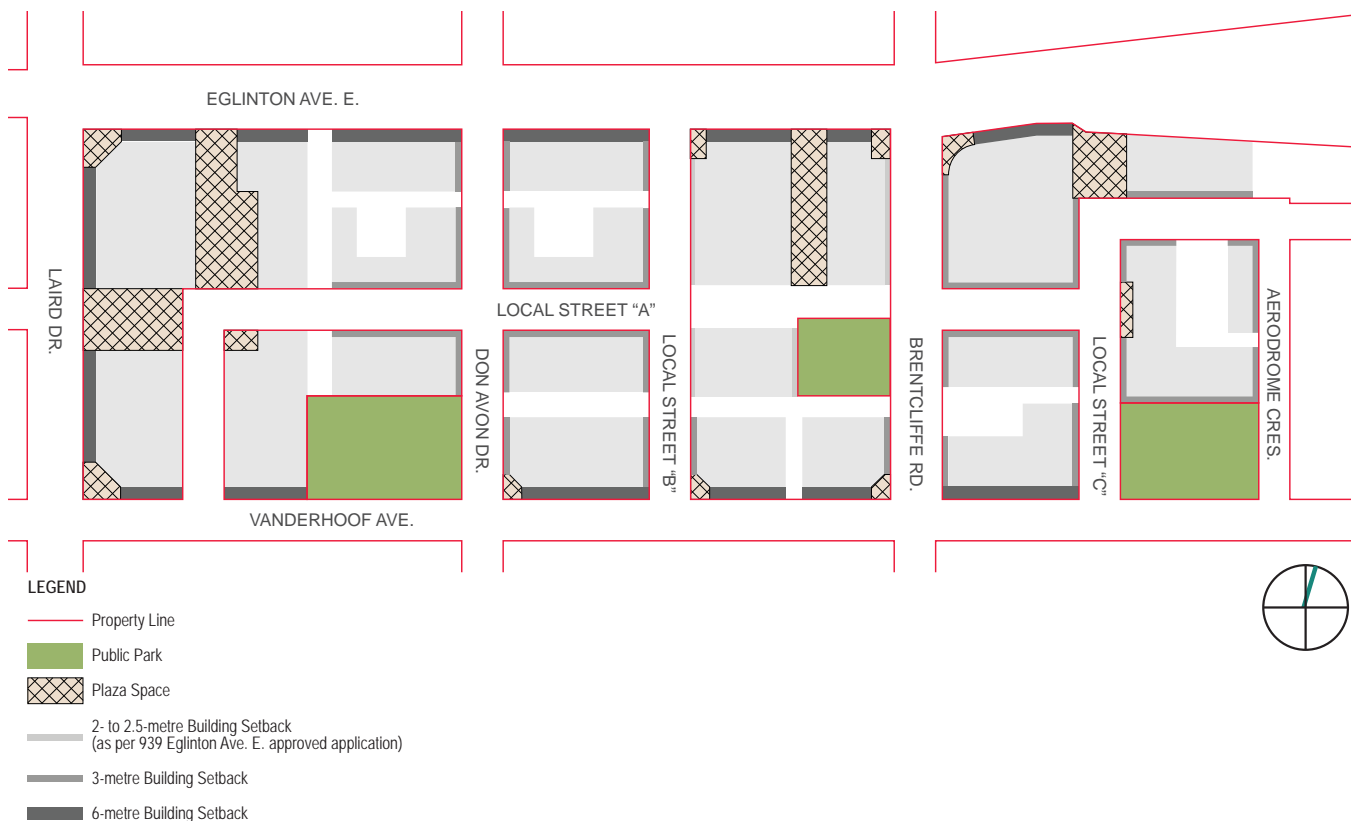 EGLINTON AVE. E.
LAIRD DR.
LOCAL STREET “A”
DON AVON DR.
LOCAL STREET “B”
BRENTCLIFFE RD.
LOCAL STREET “C”
AERODROME CRES.
VANDERHOOF AVE.
LEGEND
Property Line
Public Park
Plaza Space
2- to 2.5-metre Building Setback
(as per 939 Eglinton Ave. E. approved application)
3-metre Building Setback
6-metre Building Setback